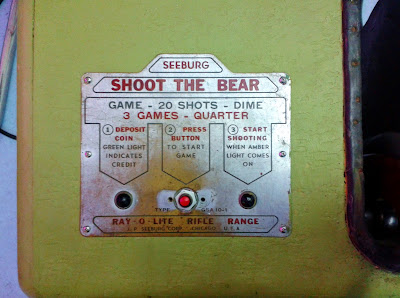 SEEBURG
SHOOT THE BEAR
GAME - 20 SHOTS - DIME
3 GAMES - QUARTER
1 DEPOSIT COIN
GREEN LIGHT
INDICATES
CREDIT
2 PRESS
BUTTON
TO START
GAME
3 START
SHOOTING
WHEN AMBER
LIGHT COMES
ON
TYPE
RAY-O-LITE RIFLE RANGE
J. P. SEEBURG CORP. CHICAGO U.S.A.